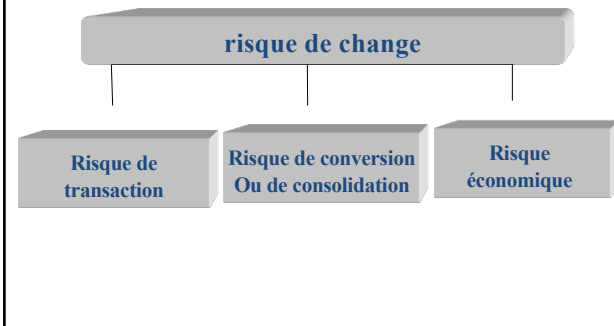 risque de change
Risque de
transaction
Risque de conversion
Ou de consolidation
Risque
économique